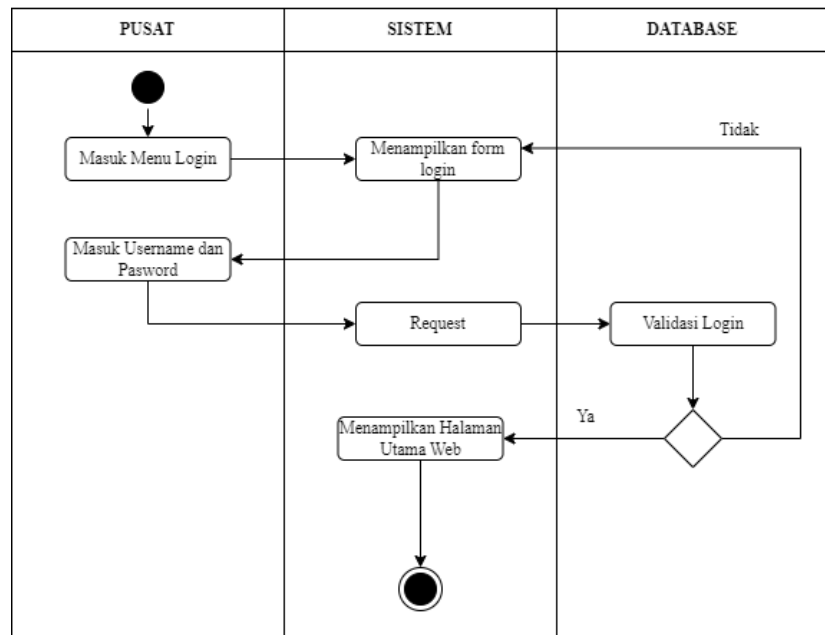 PUSAT
SISTEM
DATABASE
Tidak
Masuk Menu Login
Menampilkan form
login
Masuk Username dan
Pasword
Request
Validasi Login
Ya
Menampilkan Halaman
Utama Web